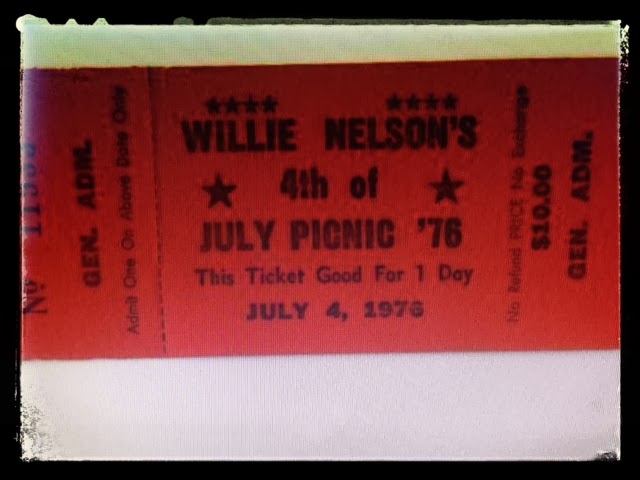 GEN. ADM.
Admit One On Above Date Only
WILLIE NELSON'S
4th of
JULY PICNIC '76
This Ticket Good For 1 Day
JULY 4, 1976
No Refund PRICE No Exchange
$10.00
GEN. ADM.
No